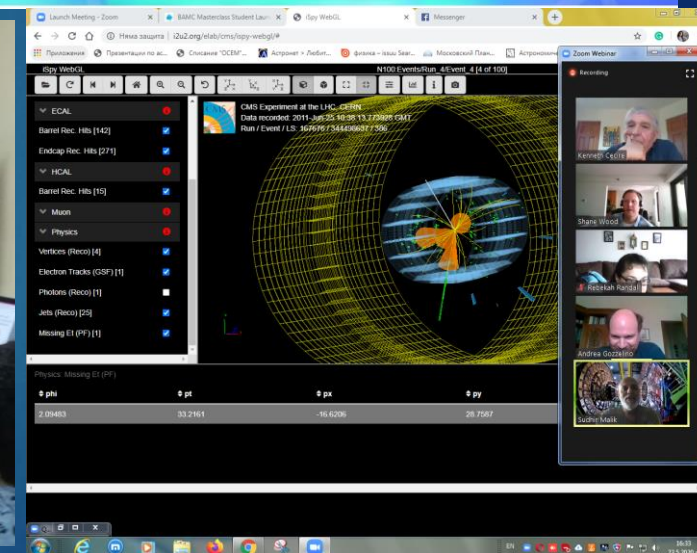 Launch Meeting - Zoom
BAMC Masterclass Student Laun
iSpy WebGL
Messenger
Няма защита
i2u2.org/elab/cms/ispy-webgl/#
Приложения
Презентации по ас...
Списание "ОСЕМ"...
Астронет » Любит...
физика – Issuu Sear...
Московский План...
iSpy WebGL
N100:Events/Run_4/Event_4 [4 of 100]
Zoom Webinar
Recording
CMS Experiment at the LHC, CERN
Data recorded: 2011-Jun-25 10:38:13.773928 GMT
ECAL
Barrel Rec. Hits [142]
Endcap Rec. Hits [271]
HCAL
Barrel Rec. Hits [15]
Muon
Physics
Vertices (Reco) [4]
Electron Tracks (GSF) [1]
Photons (Reco) [1]
Jets (Reco) [25]
Missing Et (PF) [1]
Shane Wood
Rebekah Randall
Andrea Gozzelino
Sudhir Malik
Physics: Missing Et (PF)
phi
pt
px
py
2.09483
33.2161
-16.6206
28.7587
EN
16:33